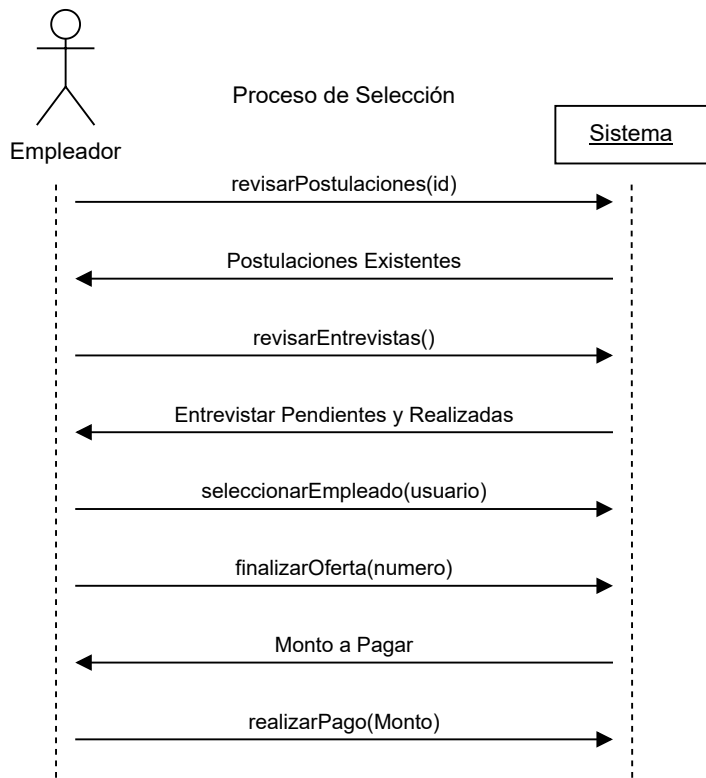 Proceso de Selección
Empleador
Sistema
revisarPostulaciones(id)
Postulaciones Existentes
revisarEntrevistas()
Entrevistar Pendientes y Realizadas
seleccionarEmpleado(usuario)
finalizarOferta(numero)
Monto a Pagar
realizarPago(Monto)